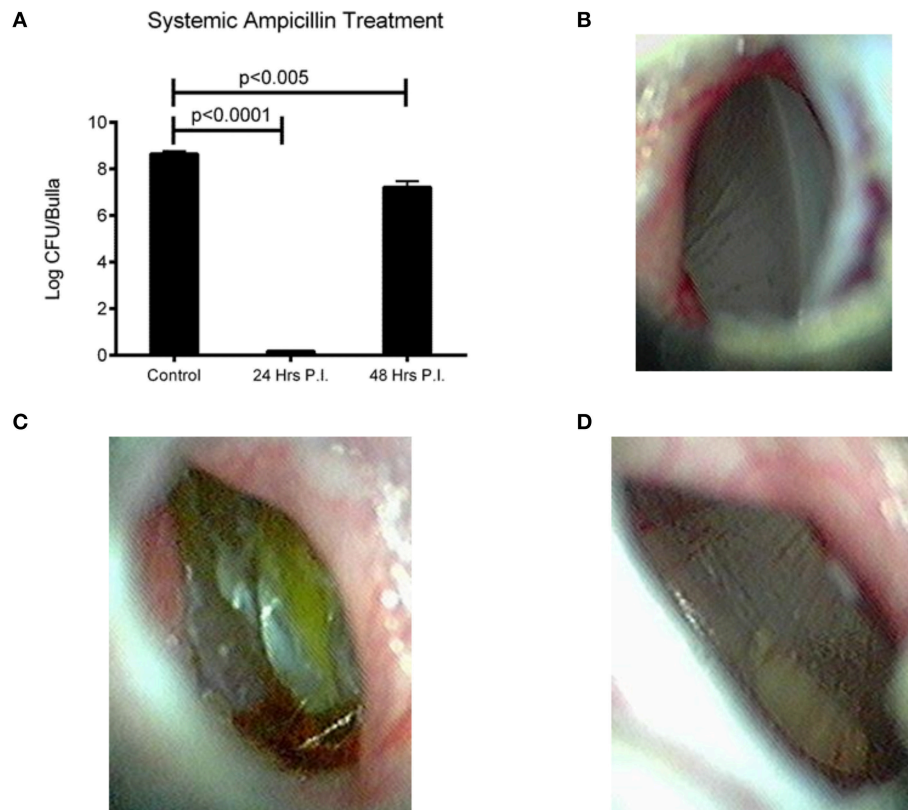 A
Systemic Ampicillin Treatment
p<0.005
p<0.0001
10
8
6
4
2
0
Log CFU/Bulla
Control 24 Hrs P.I. 48 Hrs P.I.
B
C
D